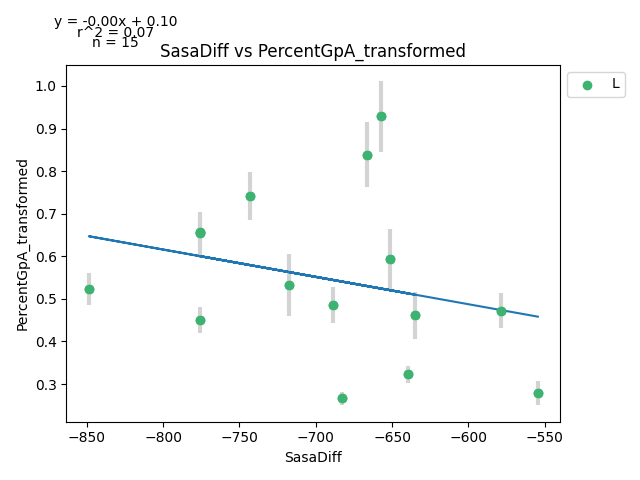 y = -0.00x + 0.10
r^2 = 0.07
n = 15
SasaDiff vs PercentGpA_transformed
L
PercentGpA_transformed
1.0
0.9
0.8
0.7
0.6
0.5
0.4
0.3
−850
−800
−750
−700
−650
−600
−550
SasaDiff